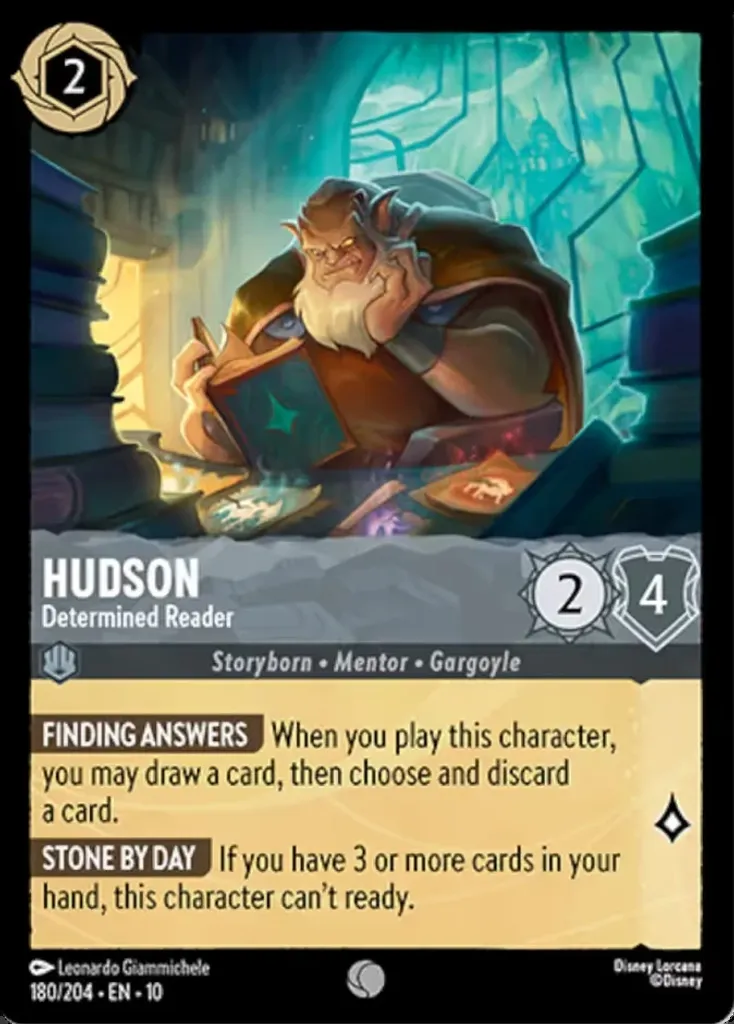 2
HUDSON
Determined Reader
2 4
Storyborn • Mentor • Gargoyle
FINDING ANSWERS When you play this character,
you may draw a card, then choose and discard
a card.
STONE BY DAY If you have 3 or more cards in your
hand, this character can't ready.
Leonardo Giammichele
180/204 • EN • 10
Disney Lorcana
©Disney